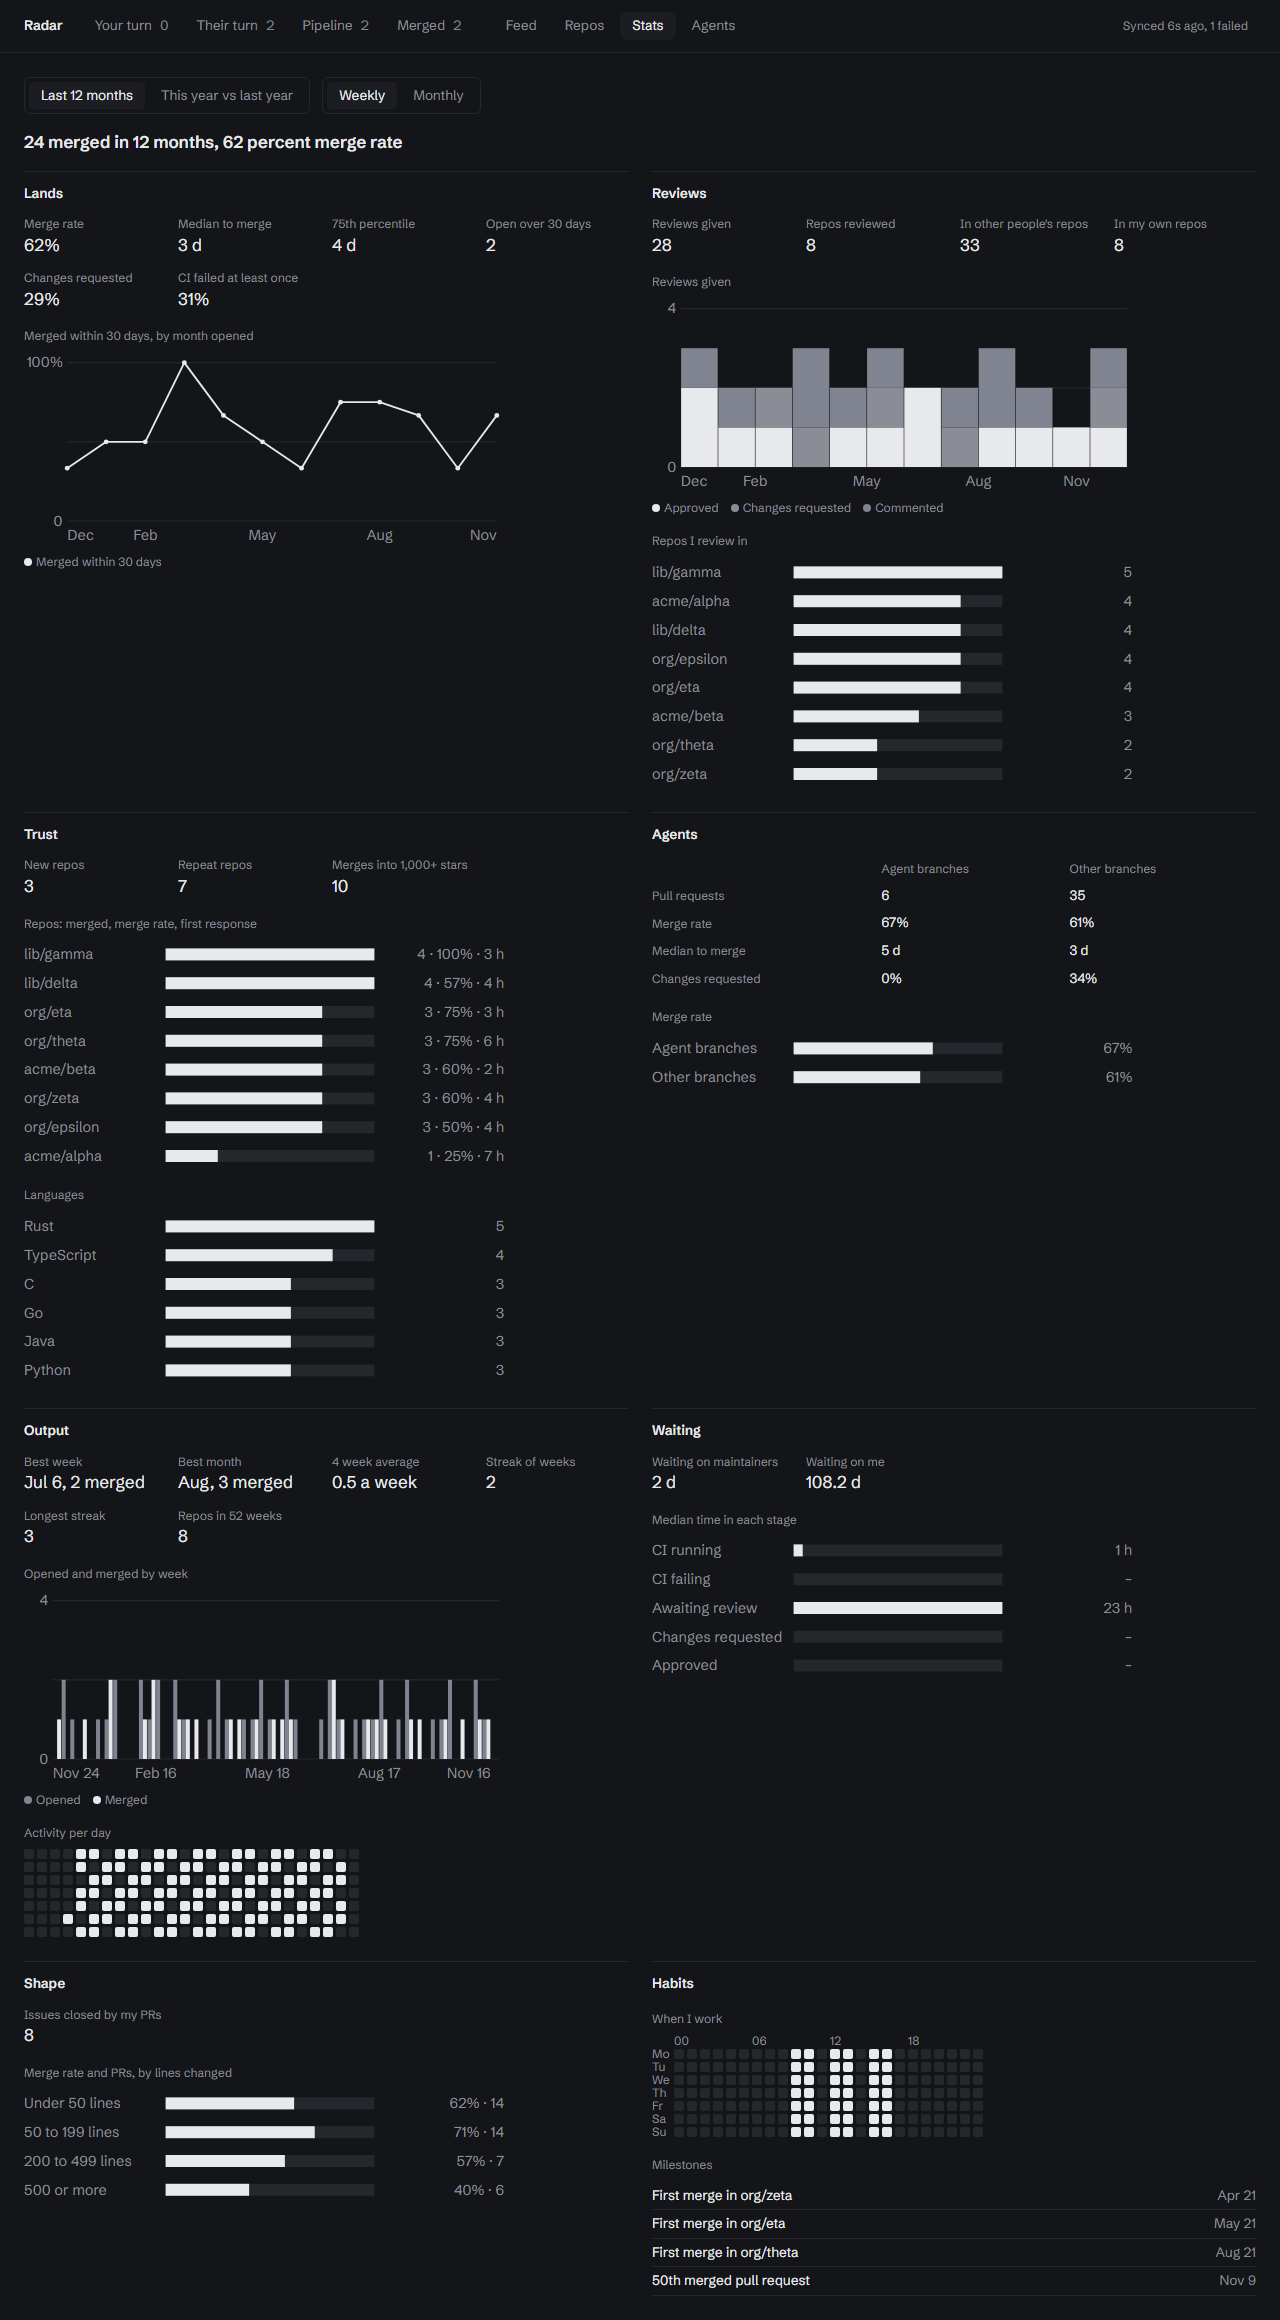 Radar Your turn 0 Their turn 2 Pipeline 2 Merged 2 Feed Repos Stats Agents Synced 6s ago, 1 failed
Last 12 months This year vs last year Weekly Monthly
24 merged in 12 months, 62 percent merge rate
Lands
Merge rate Median to merge 75th percentile Open over 30 days
62% 3 d 4 d 2
Changes requested CI failed at least once
29% 31%
Merged within 30 days, by month opened
100%
0
Dec Feb May Aug Nov
Merged within 30 days
Reviews
Reviews given Repos reviewed In other people's repos In my own repos
28 8 33 8
Reviews given
4
0
Dec Feb May Aug Nov
Approved Changes requested Commented
Repos I review in
lib/gamma 5
acme/alpha 4
lib/delta 4
org/epsilon 4
org/eta 4
acme/beta 3
org/theta 2
org/zeta 2
Trust
New repos Repeat repos Merges into 1,000+ stars
3 7 10
Repos: merged, merge rate, first response
lib/gamma 4 · 100% · 3 h
lib/delta 4 · 57% · 4 h
org/eta 3 · 75% · 3 h
org/theta 3 · 75% · 6 h
acme/beta 3 · 60% · 2 h
org/zeta 3 · 60% · 4 h
org/epsilon 3 · 50% · 4 h
acme/alpha 1 · 25% · 7 h
Languages
Rust 5
TypeScript 4
C 3
Go 3
Java 3
Python 3
Agents
Agent branches Other branches
Pull requests 6 35
Merge rate 67% 61%
Median to merge 5 d 3 d
Changes requested 0% 34%
Merge rate
Agent branches 67%
Other branches 61%
Output
Best week Best month 4 week average Streak of weeks
Jul 6, 2 merged Aug, 3 merged 0.5 a week 2
Longest streak Repos in 52 weeks
3 8
Opened and merged by week
4
0
Nov 24 Feb 16 May 18 Aug 17 Nov 16
Opened Merged
Activity per day
Waiting
Waiting on maintainers Waiting on me
2 d 108.2 d
Median time in each stage
CI running 1 h
CI failing –
Awaiting review 23 h
Changes requested –
Approved –
Shape
Issues closed by my PRs
8
Merge rate and PRs, by lines changed
Under 50 lines 62% · 14
50 to 199 lines 71% · 14
200 to 499 lines 57% · 7
500 or more 40% · 6
Habits
When I work
00 06 12 18
Mo
Tu
We
Th
Fr
Sa
Su
Milestones
First merge in org/zeta Apr 21
First merge in org/eta May 21
First merge in org/theta Aug 21
50th merged pull request Nov 9